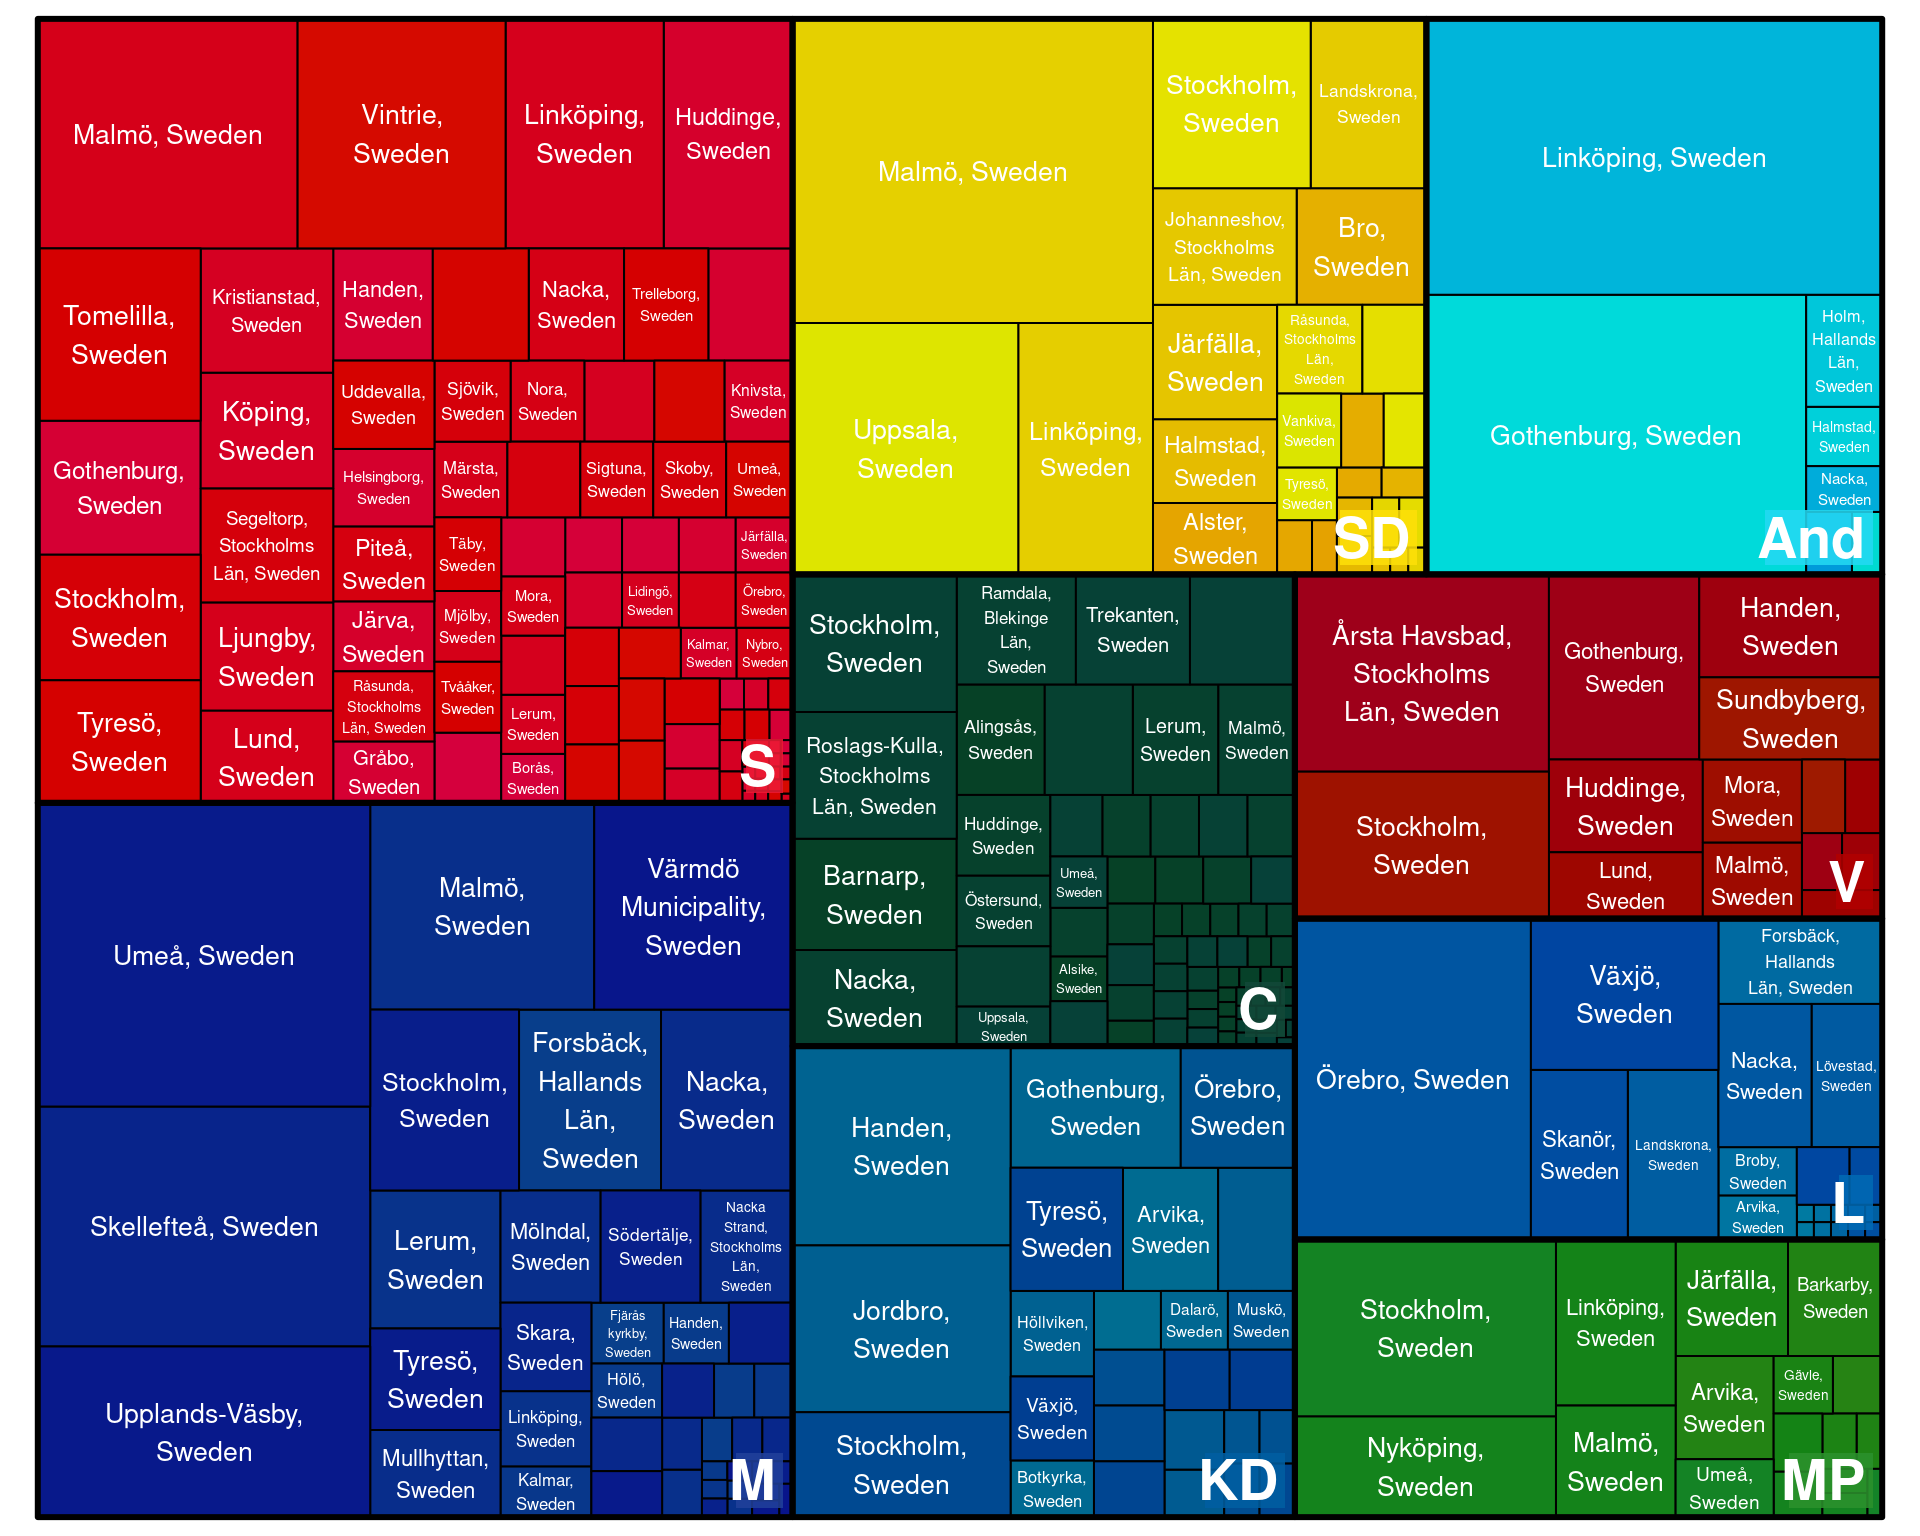 Malmö, Sweden
Vintrie,
Sweden
Linköping,
Sweden
Huddinge,
Sweden
Tomelilla,
Sweden
Kristianstad,
Sweden
Handen,
Sweden
Nacka,
Sweden
Trelleborg,
Sweden
Gothenburg,
Sweden
Köping,
Sweden
Uddevalla,
Sweden
Sjövik,
Sweden
Nora,
Sweden
Knivsta,
Sweden
Helsingborg,
Sweden
Märsta,
Sweden
Sigtuna,
Sweden
Skoby,
Sweden
Umeå,
Sweden
Stockholm,
Sweden
Segeltorp,
Stockholms
Län, Sweden
Piteå,
Sweden
Täby,
Sweden
Järfälla,
Sweden
Mora,
Sweden
Lidingö,
Sweden
Örebro,
Sweden
Ljungby,
Sweden
Järva,
Sweden
Mjölby,
Sweden
Kalmar,
Sweden
Nybro,
Sweden
Tyresö,
Sweden
Lund,
Sweden
Råsunda,
Stockholms
Län, Sweden
Tvååker,
Sweden
Lerum,
Sweden
Gråbo,
Sweden
Borås,
Sweden
S
Malmö, Sweden
Stockholm,
Sweden
Landskrona,
Sweden
Johanneshov,
Stockholms
Län, Sweden
Bro,
Sweden
Uppsala,
Sweden
Linköping,
Sweden
Järfälla,
Sweden
Råsunda,
Stockholms
Län,
Sweden
Halmstad,
Sweden
Vankiva,
Sweden
Alster,
Sweden
Tyresö,
Sweden
SD
Linköping, Sweden
Gothenburg, Sweden
Holm,
Hallands
Län,
Sweden
Halmstad,
Sweden
Nacka,
Sweden
And
Umeå, Sweden
Malmö,
Sweden
Värmdö
Municipality,
Sweden
Skellefteå, Sweden
Stockholm,
Sweden
Forsbäck,
Hallands
Län,
Sweden
Nacka,
Sweden
Upplands-Väsby,
Sweden
Lerum,
Sweden
Mölndal,
Sweden
Södertälje,
Sweden
Nacka
Strand,
Stockholms
Län,
Sweden
Tyresö,
Sweden
Skara,
Sweden
Fjärås
kyrkby,
Sweden
Handen,
Sweden
Hölö,
Sweden
Mullhyttan,
Sweden
Linköping,
Sweden
Kalmar,
Sweden
M
Stockholm,
Sweden
Ramdala,
Blekinge
Län,
Sweden
Trekanten,
Sweden
Roslags-Kulla,
Stockholms
Län, Sweden
Alingsås,
Sweden
Lerum,
Sweden
Malmö,
Sweden
Barnarp,
Sweden
Huddinge,
Sweden
Umeå,
Sweden
Östersund,
Sweden
Nacka,
Sweden
Alsike,
Sweden
Uppsala,
Sweden
C
Handen,
Sweden
Gothenburg,
Sweden
Örebro,
Sweden
Tyresö,
Sweden
Arvika,
Sweden
Jordbro,
Sweden
Höllviken,
Sweden
Dalarö,
Sweden
Muskö,
Sweden
Växjö,
Sweden
Stockholm,
Sweden
Botkyrka,
Sweden
KD
Årsta Havsbad,
Stockholms
Län, Sweden
Gothenburg,
Sweden
Handen,
Sweden
Sundbyberg,
Sweden
Stockholm,
Sweden
Huddinge,
Sweden
Mora,
Sweden
Lund,
Sweden
Malmö,
Sweden
V
Örebro, Sweden
Växjö,
Sweden
Forsbäck,
Hallands
Län, Sweden
Skanör,
Sweden
Landskrona,
Sweden
Nacka,
Sweden
Lövestad,
Sweden
Broby,
Sweden
Arvika,
Sweden
L
Stockholm,
Sweden
Linköping,
Sweden
Järfälla,
Sweden
Barkarby,
Sweden
Nyköping,
Sweden
Malmö,
Sweden
Arvika,
Sweden
Gävle,
Sweden
Umeå,
Sweden
MP